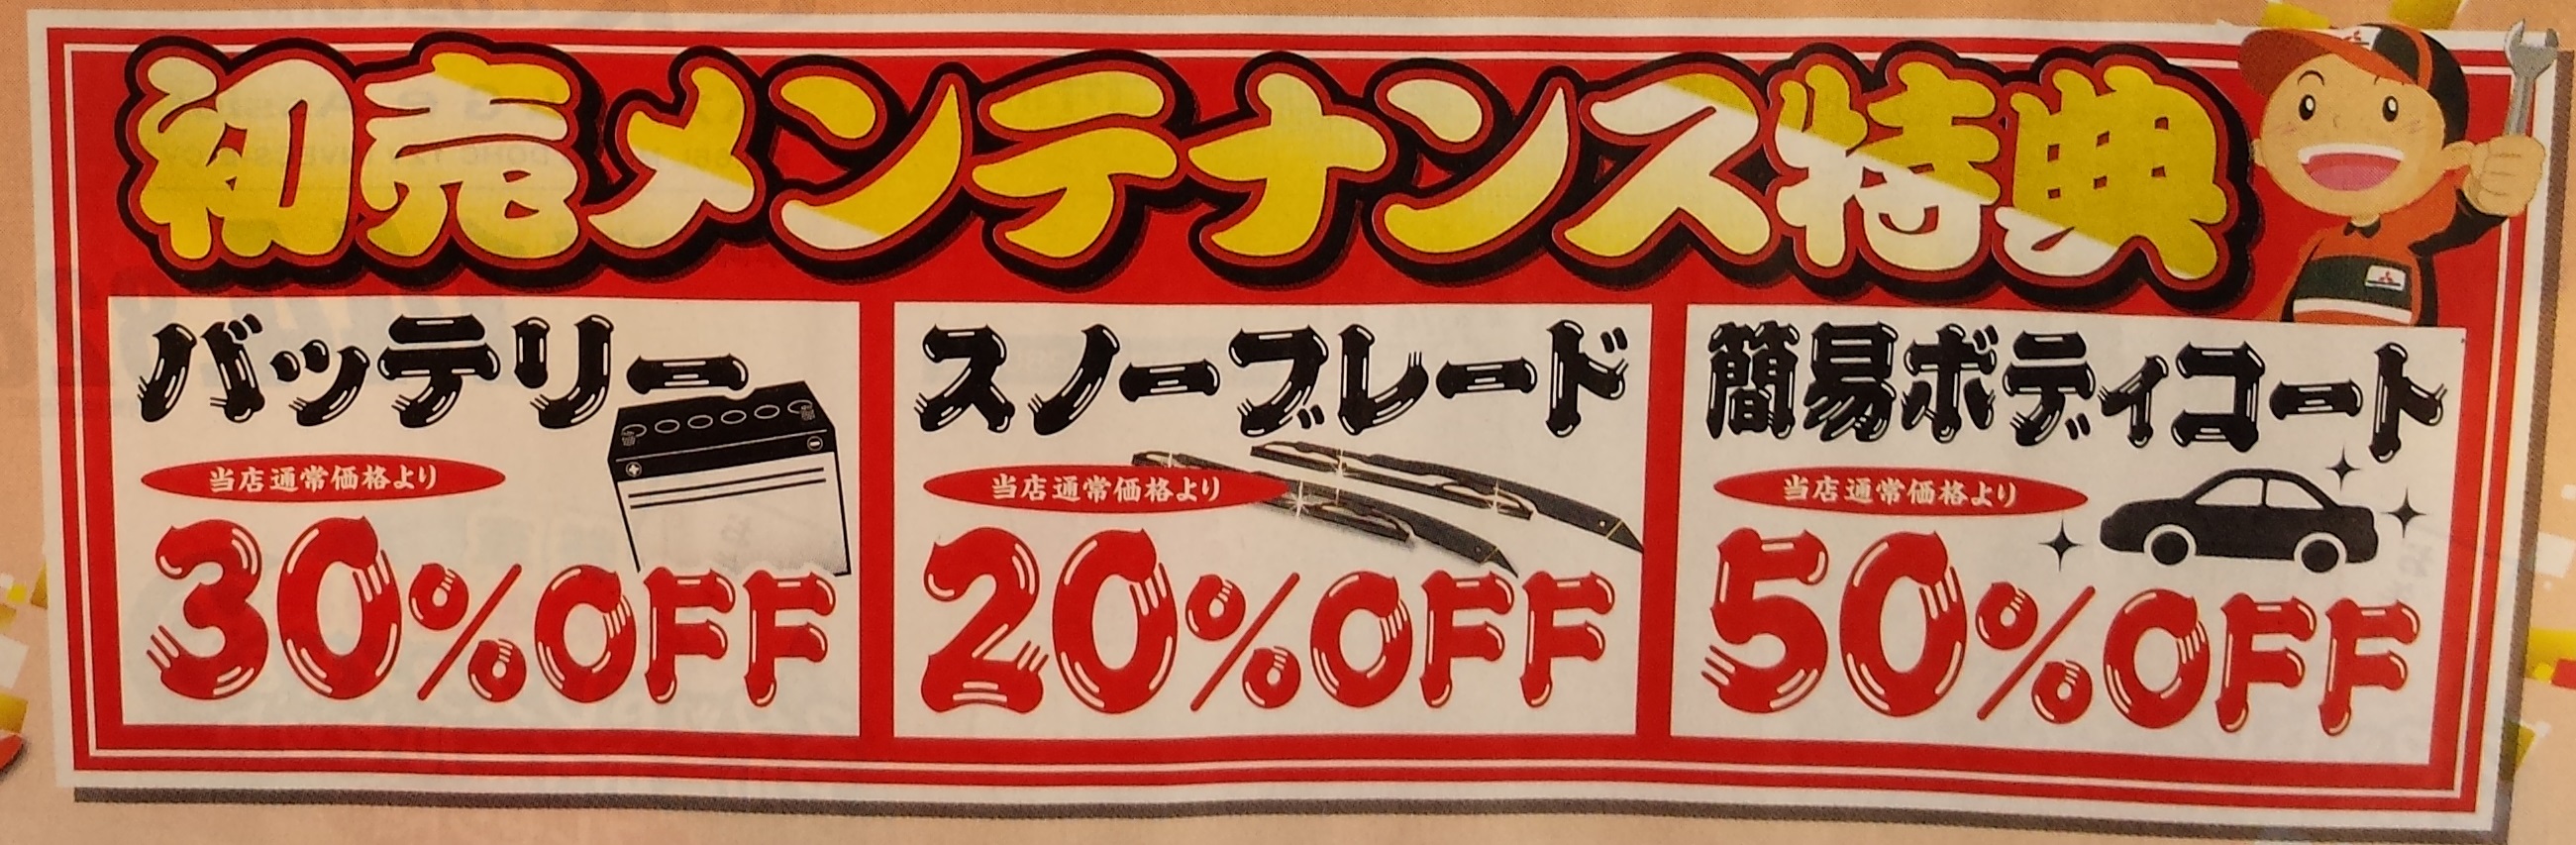 初売メンテナンス特典
バッテリー
当店通常価格より
30%OFF
スノーブレード
当店通常価格より
20%OFF
簡易ボディコート
当店通常価格より
50%OFF